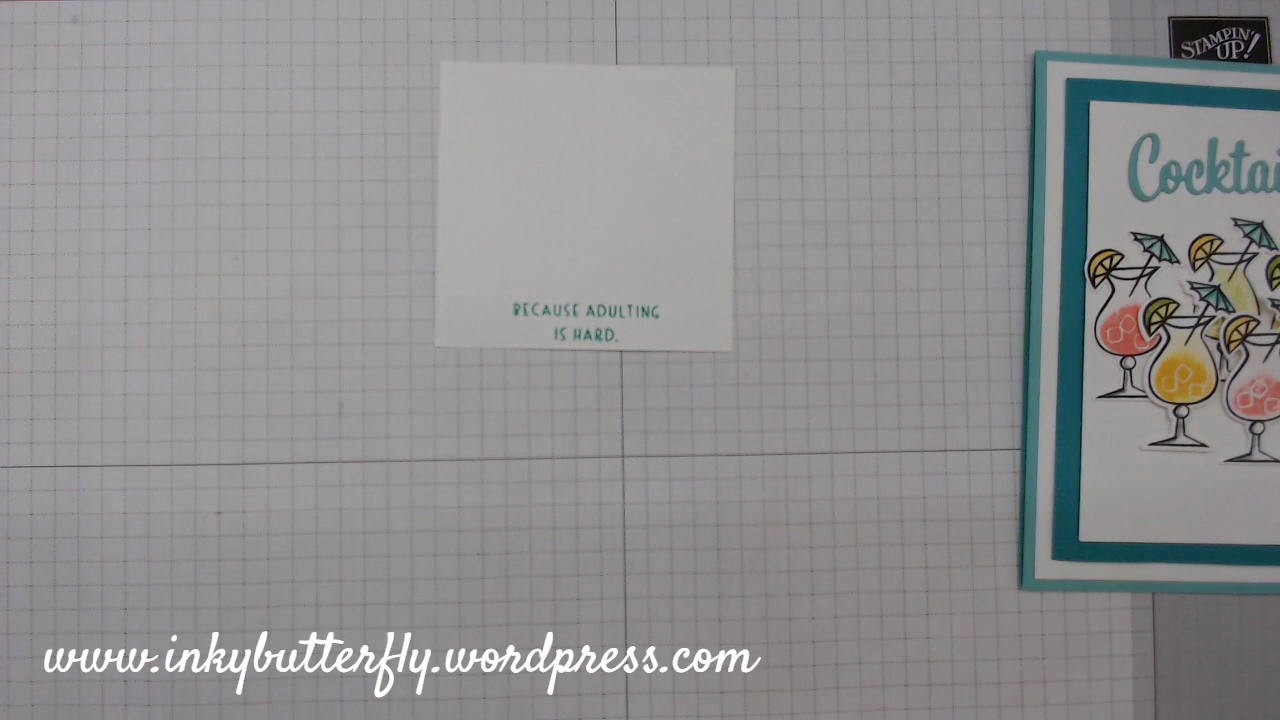 STAMPIN' UP!
Cocktai
BECAUSE ADULTING
IS HARD.
www.inkybutterfly.wordpress.com